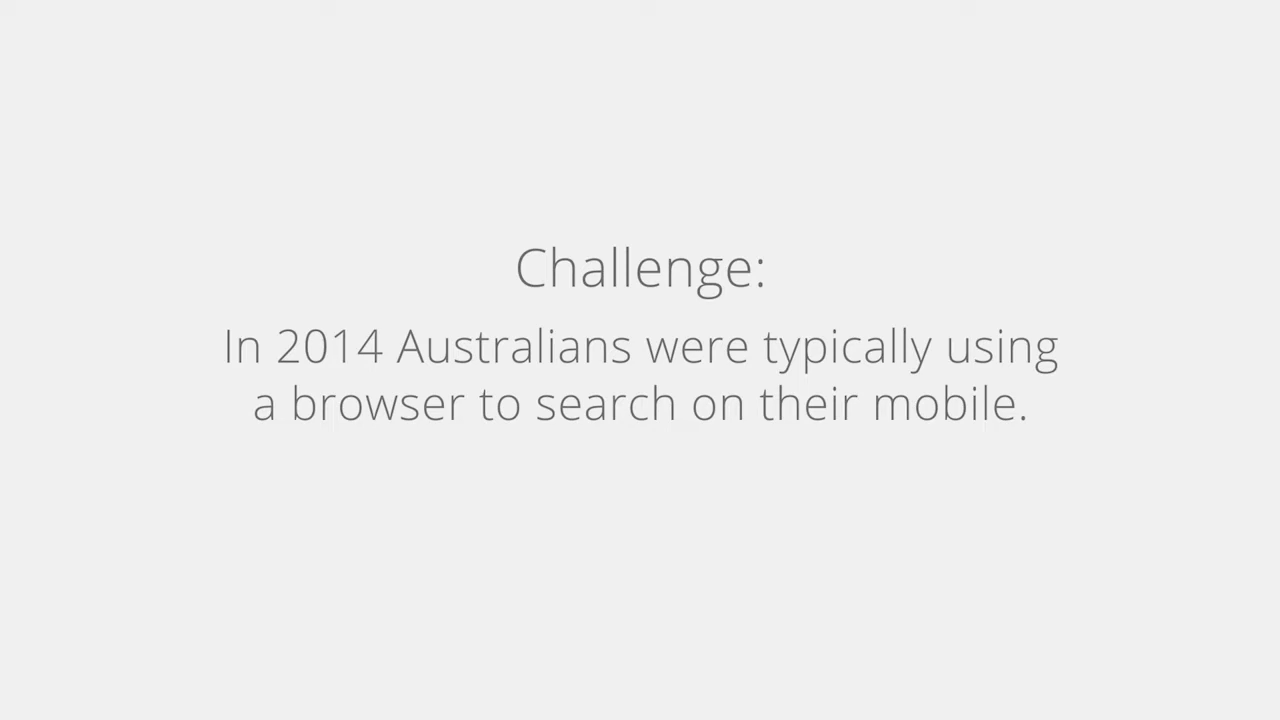 Challenge:
In 2014 Australians were typically using
a browser to search on their mobile.